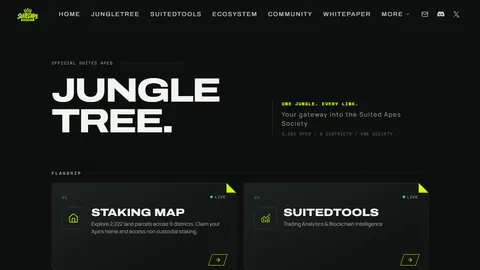 HOME JUNGLETREE SUITEDTOOLS ECOSYSTEM COMMUNITY WHITEPAPER MORE
OFFICIAL SUITED APES
JUNGLE
TREE.
ONE JUNGLE. EVERY LINK.
Your gateway into the Suited Apes
Society.
FLAGSHIP
LIVE
STAKING MAP
Explore 2,222 land parcels across 9 districts. Claim your
Ape's home and access non custodial staking.
LIVE
SUITEDTOOLS
Trading Analytics & Blockchain Intelligence